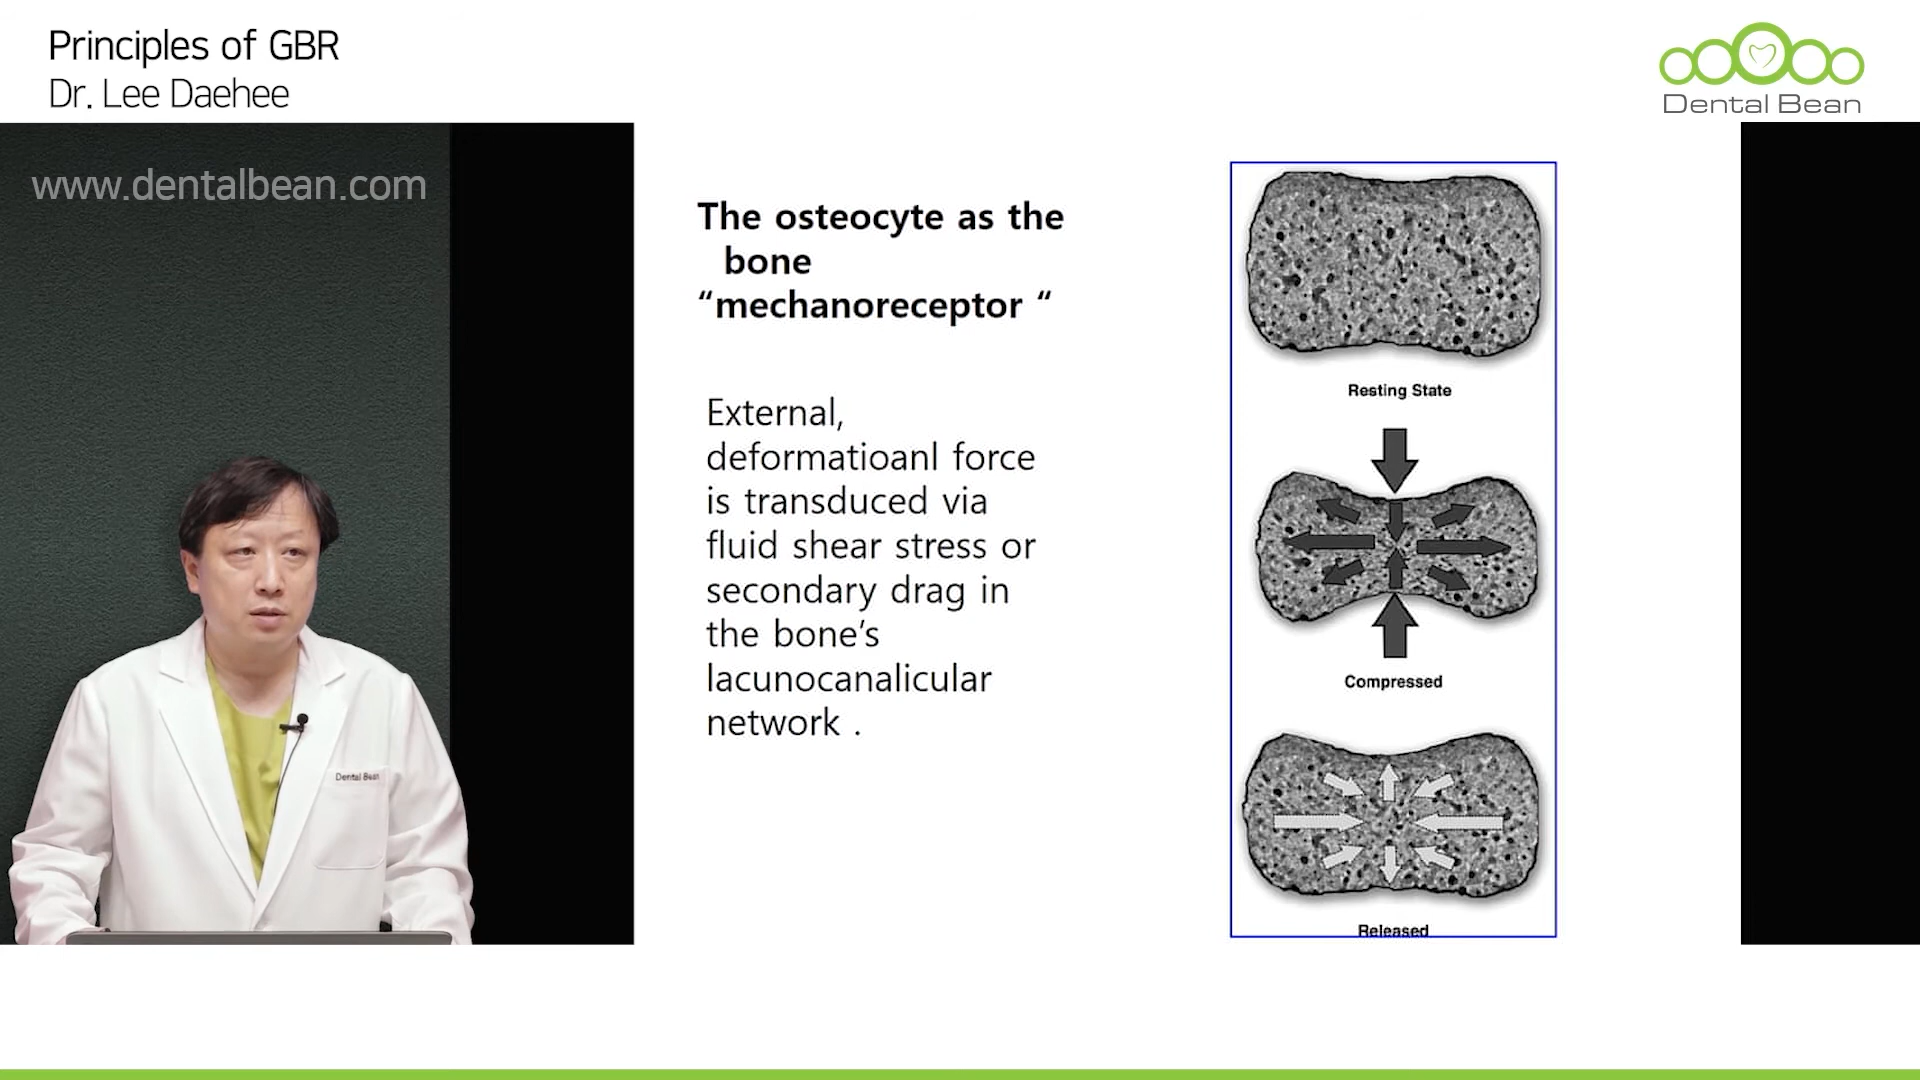 Principles of GBR
Dr. Lee Daehee
Dental Bean
www.dentalbean.com
The osteocyte as the
bone
“mechanoreceptor “
External,
deformatioanl force
is transduced via
fluid shear stress or
secondary drag in
the bone’s
lacunocanalicular
network .
Resting State
Compressed
Released
Dental Bean